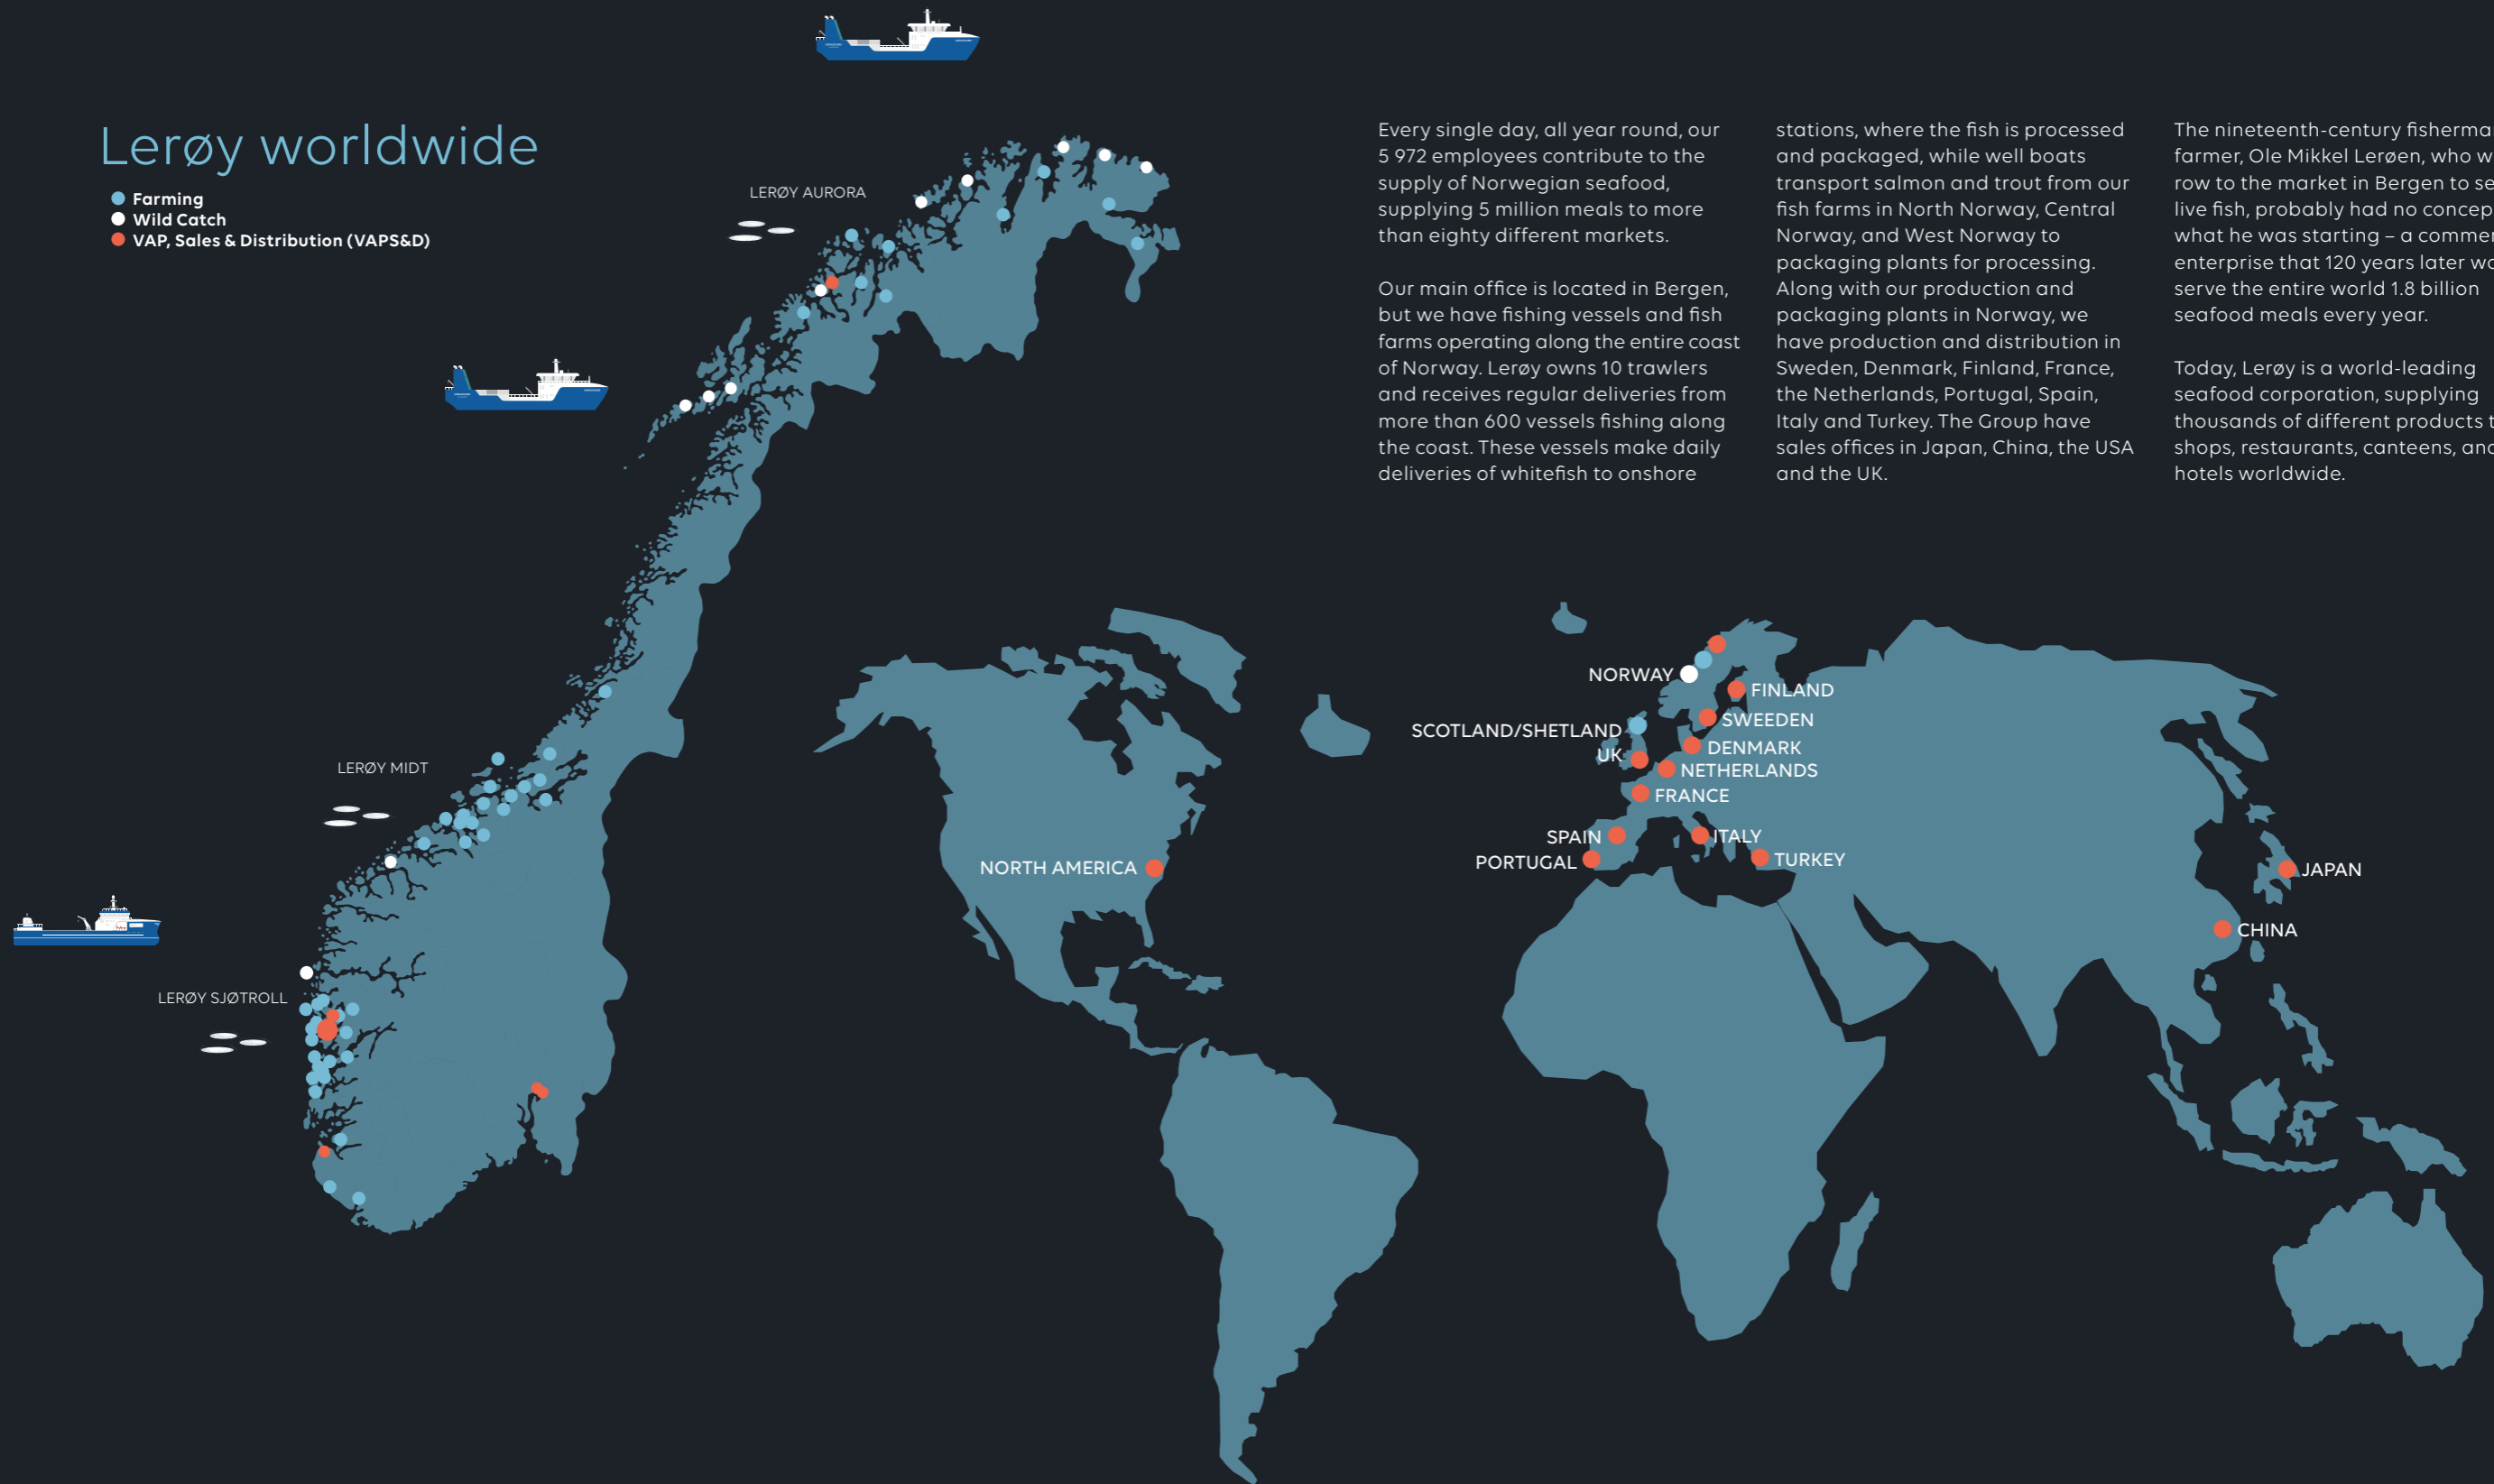 Lerøy worldwide
Farming
Wild Catch
VAP, Sales & Distribution (VAPS&D)
LERØY AURORA
LERØY MIDT
LERØY SJØTROLL
Every single day, all year round, our
5 972 employees contribute to the
supply of Norwegian seafood,
supplying 5 million meals to more
than eighty different markets.
Our main office is located in Bergen,
but we have fishing vessels and fish
farms operating along the entire coast
of Norway. Lerøy owns 10 trawlers
and receives regular deliveries from
more than 600 vessels fishing along
the coast. These vessels make daily
deliveries of whitefish to onshore
stations, where the fish is processed
and packaged, while well boats
transport salmon and trout from our
fish farms in North Norway, Central
Norway, and West Norway to
packaging plants for processing.
Along with our production and
packaging plants in Norway, we
have production and distribution in
Sweden, Denmark, Finland, France,
the Netherlands, Portugal, Spain,
Italy and Turkey. The Group have
sales offices in Japan, China, the USA
and the UK.
The nineteenth-century
farmer, Ole Mikkel Lerøen, who
row to the market in Bergen to
live fish, probably had no
what he was starting – a
enterprise that 120 years later
serve the entire world 1.8 billion
seafood meals every year.
Today, Lerøy is a world-leading
seafood corporation, supplying
thousands of different products
shops, restaurants, canteens,
hotels worldwide.
NORWAY
FINLAND
SCOTLAND/SHETLAND
SWEEDEN
UK
DENMARK
NETHERLANDS
FRANCE
SPAIN
ITALY
PORTUGAL
TURKEY
NORTH AMERICA
JAPAN
CHINA